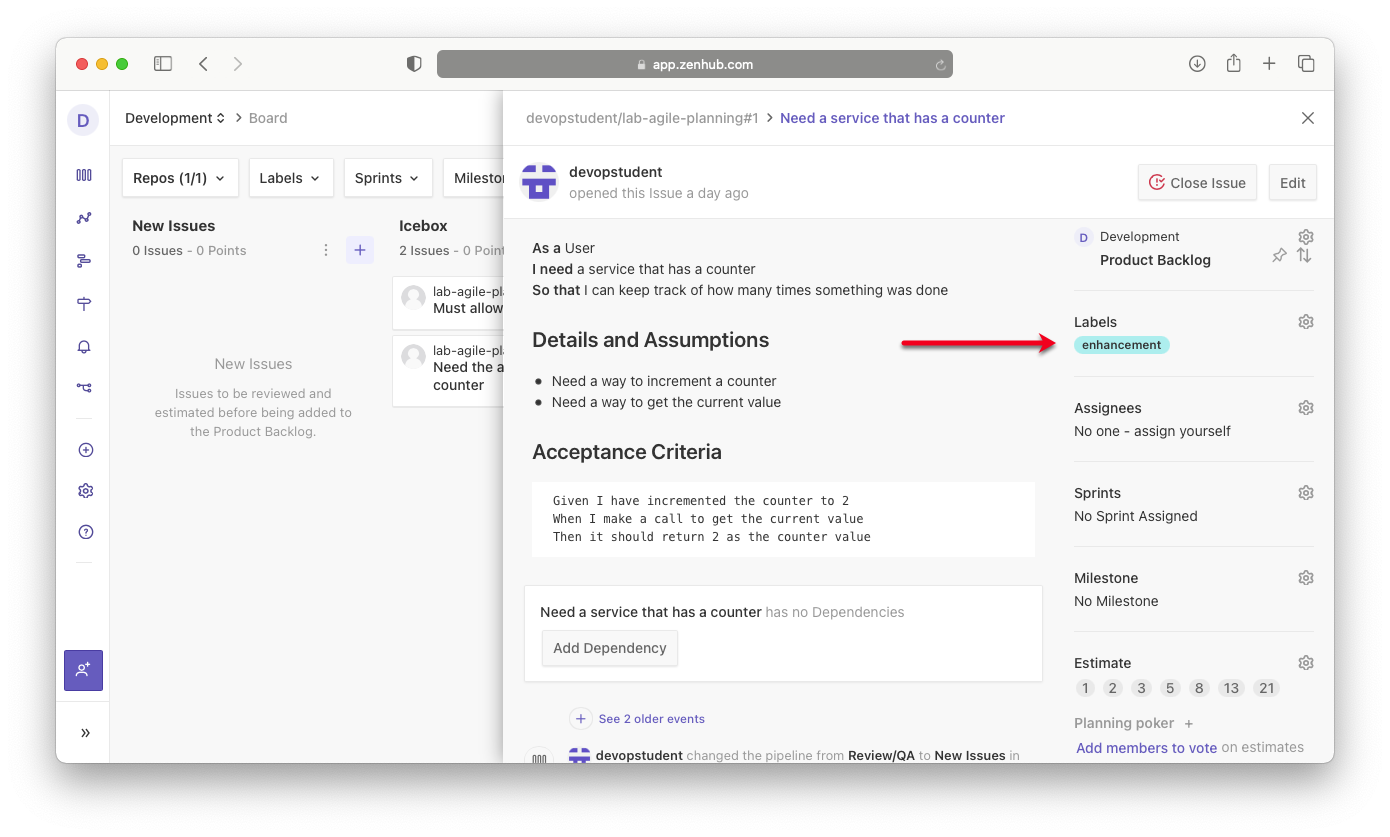 app.zenhub.com
D
Development
Board
Repos (1/1)
Labels
Sprints
New Issues
0 Issues - 0 Points
New Issues
Issues to be reviewed and
estimated before being added to
the Product Backlog.
Icebox
2 Issues - 0
Must allow
Need the
counter
devopstudent/lab-agile-planning#1 > Need a service that has a counter
devopstudent
opened this Issue a day ago
Close Issue
Edit
As a User
I need a service that has a counter
So that I can keep track of how many times something was done
Details and Assumptions
Need a way to increment a counter
Need a way to get the current value
Acceptance Criteria
Given I have incremented the counter to 2
When I make a call to get the current value
Then it should return 2 as the counter value
Need a service that has a counter has no Dependencies
Add Dependency
See 2 older events
devopstudent changed the pipeline from Review/QA to New Issues in
D Development
Product Backlog
Labels
enhancement
Assignees
No one - assign yourself
Sprints
No Sprint Assigned
Milestone
No Milestone
Estimate
1 2 3 5 8 13 21
Planning poker +
Add members to vote on estimates